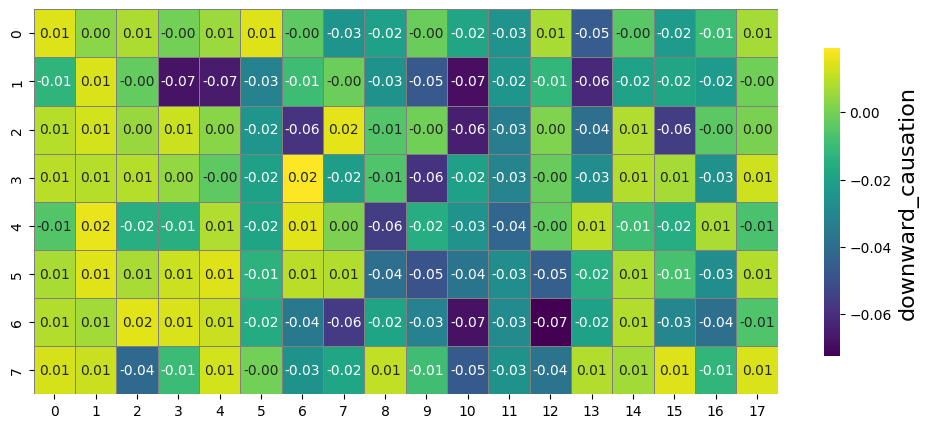 0 0.01 0.00 0.01 -0.00 0.01 0.01 -0.00 -0.03 -0.02 -0.00 -0.02 -0.03 0.01 -0.05 -0.00 -0.02 -0.01 0.01
1 -0.01 0.01 -0.00 -0.07 -0.07 -0.03 -0.01 -0.00 -0.03 -0.05 -0.07 -0.02 -0.01 -0.06 -0.02 -0.02 -0.02 -0.00
2 0.01 0.01 0.00 0.01 0.00 -0.02 -0.06 0.02 -0.01 -0.00 -0.06 -0.03 0.00 -0.04 0.01 -0.06 -0.00 0.00
3 0.01 0.01 0.01 0.00 -0.00 -0.02 0.02 -0.02 -0.01 -0.06 -0.02 -0.03 -0.00 -0.03 0.01 0.01 -0.03 0.01
4 -0.01 0.02 -0.02 -0.01 0.01 -0.02 0.01 0.00 -0.06 -0.02 -0.03 -0.04 -0.00 0.01 -0.01 -0.02 0.01 -0.01
5 0.01 0.01 0.01 0.01 0.01 -0.01 0.01 0.01 -0.04 -0.05 -0.04 -0.03 -0.05 -0.02 0.01 -0.01 -0.03 0.01
6 0.01 0.01 0.02 0.01 0.01 -0.02 -0.04 -0.06 -0.02 -0.03 -0.07 -0.03 -0.07 -0.02 0.01 -0.03 -0.04 -0.01
7 0.01 0.01 -0.04 -0.01 0.01 -0.00 -0.03 -0.02 0.01 -0.01 -0.05 -0.03 -0.04 0.01 0.01 0.01 -0.01 0.01
0 1 2 3 4 5 6 7 8 9 10 11 12 13 14 15 16 17
0.00
−0.02
−0.04
−0.06
downward_causation